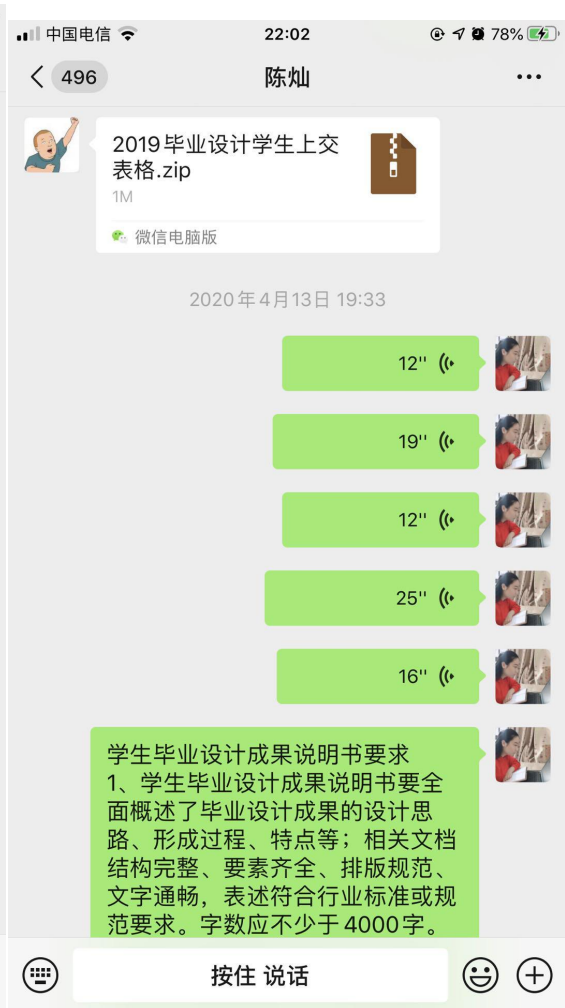 中国电信 22:02 78%
496 陈灿
2019毕业设计学生上交
表格.zip
1M
微信电脑版
2020年4月13日 19:33
12''
19''
12''
25''
16''
学生毕业设计成果说明书要求
1、学生毕业设计成果说明书要全
面概述了毕业设计成果的设计思
路、形成过程、特点等；相关文档
结构完整、要素齐全、排版规范、
文字通畅，表述符合行业标准或规
范要求。字数应不少于4000字。
按住 说话